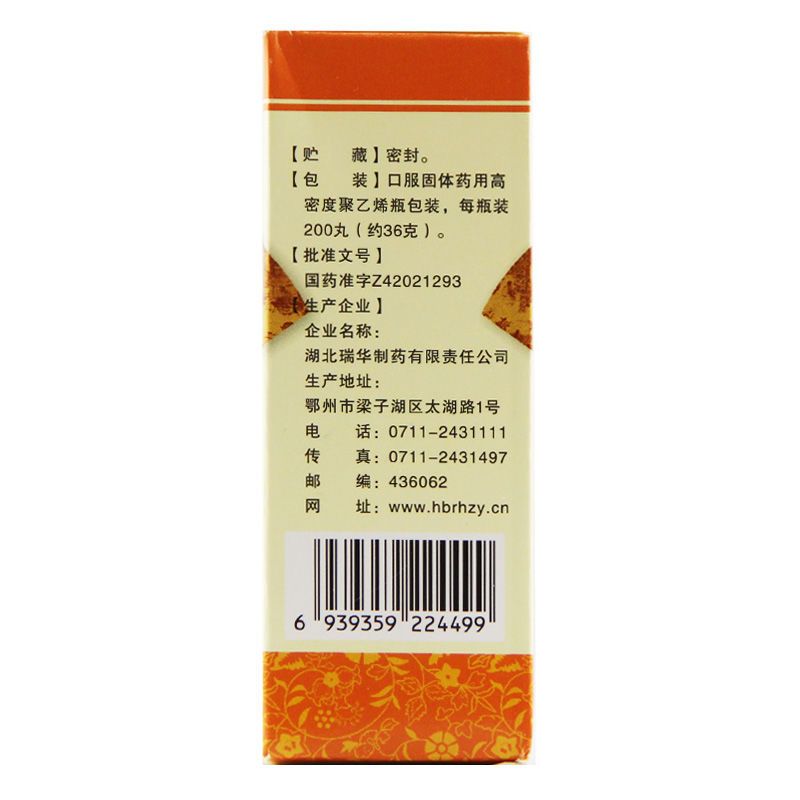 【贮　　藏】密封。
【包　　装】口服固体药用高
密度聚乙烯瓶包装，每瓶装
200丸（约36克）。
【批准文号】
国药准字Z42021293
【生产企业】
企业名称：
湖北瑞华制药有限责任公司
生产地址：
鄂州市梁子湖区太湖路1号
电　　话：0711-2431111
传　　真：0711-2431497
邮　　编：436062
网　　址：www.hbrhzy.cn
6 939359 224499